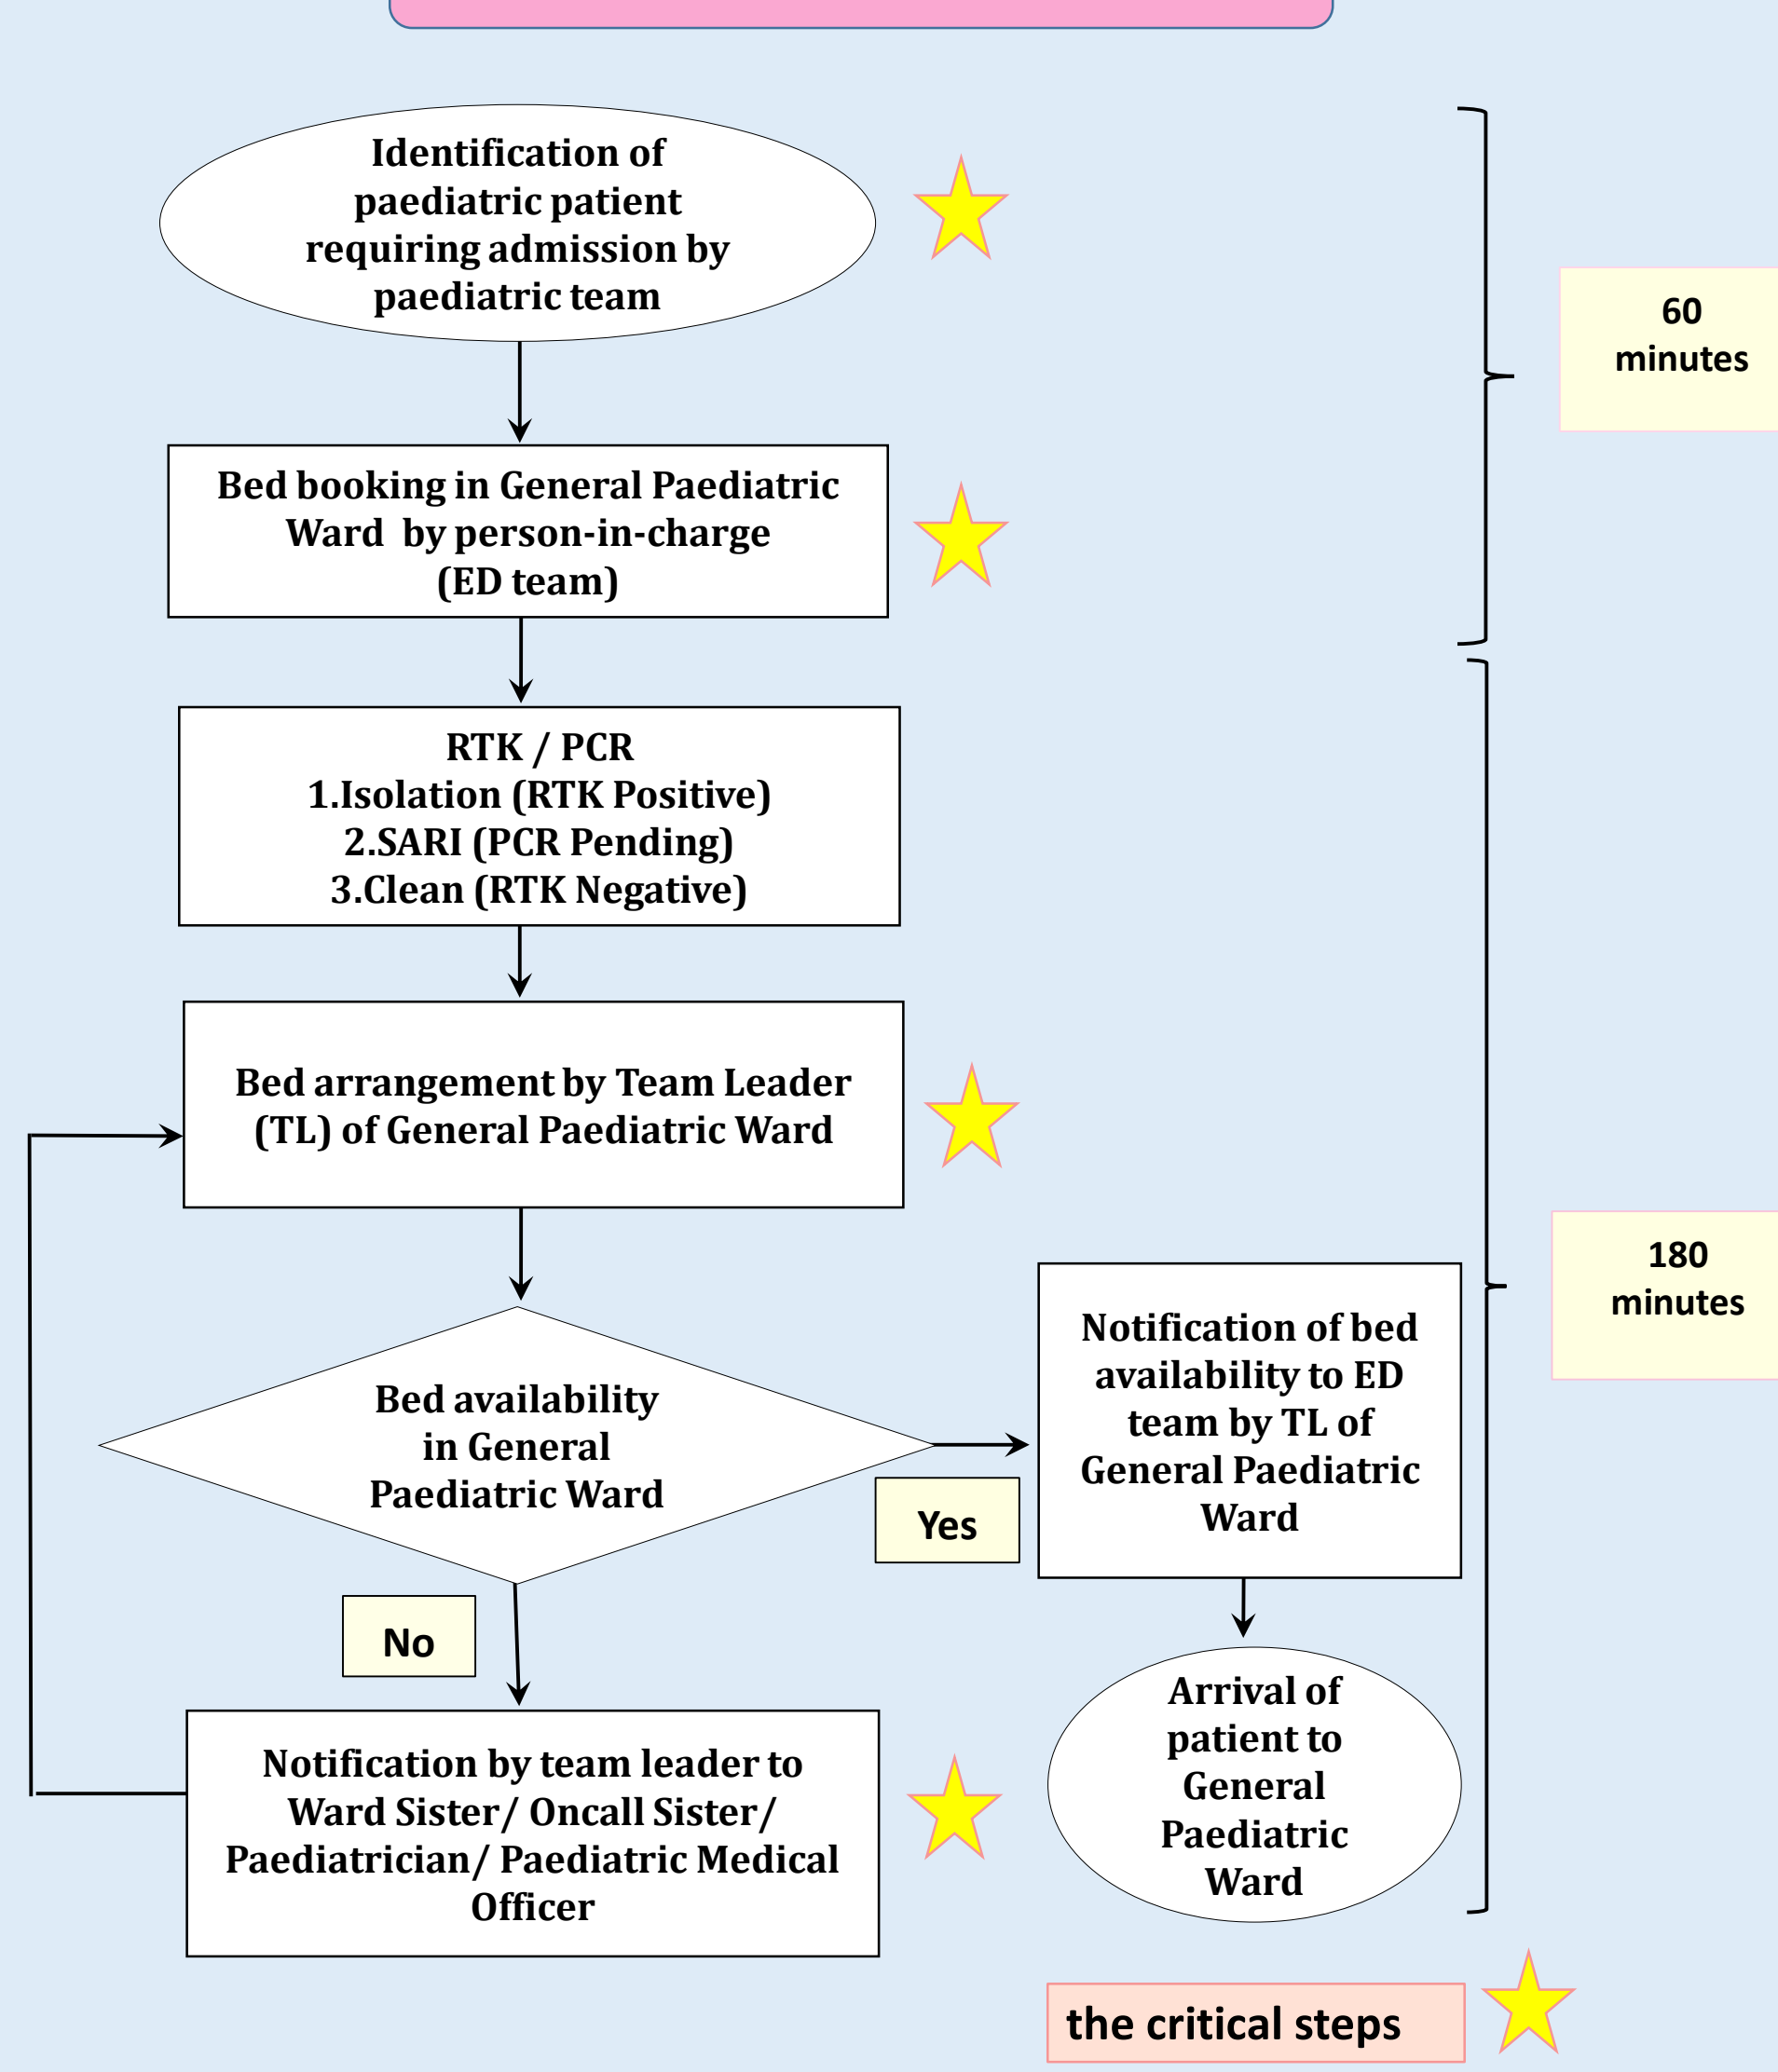 Identification of
paediatric patient
requiring admission by
paediatric team
60
minutes
Bed booking in General Paediatric
Ward by person-in-charge
(ED team)
RTK / PCR
1.Isolation (RTK Positive)
2.SARI (PCR Pending)
3.Clean (RTK Negative)
Bed arrangement by Team Leader
(TL) of General Paediatric Ward
180
minutes
Bed availability
in General
Paediatric Ward
Yes
Notification of bed
availability to ED
team by TL of
General Paediatric
Ward
No
Notification by team leader to
Ward Sister/ Oncall Sister/
Paediatrician/ Paediatric Medical
Officer
Arrival of
patient to
General
Paediatric
Ward
the critical steps